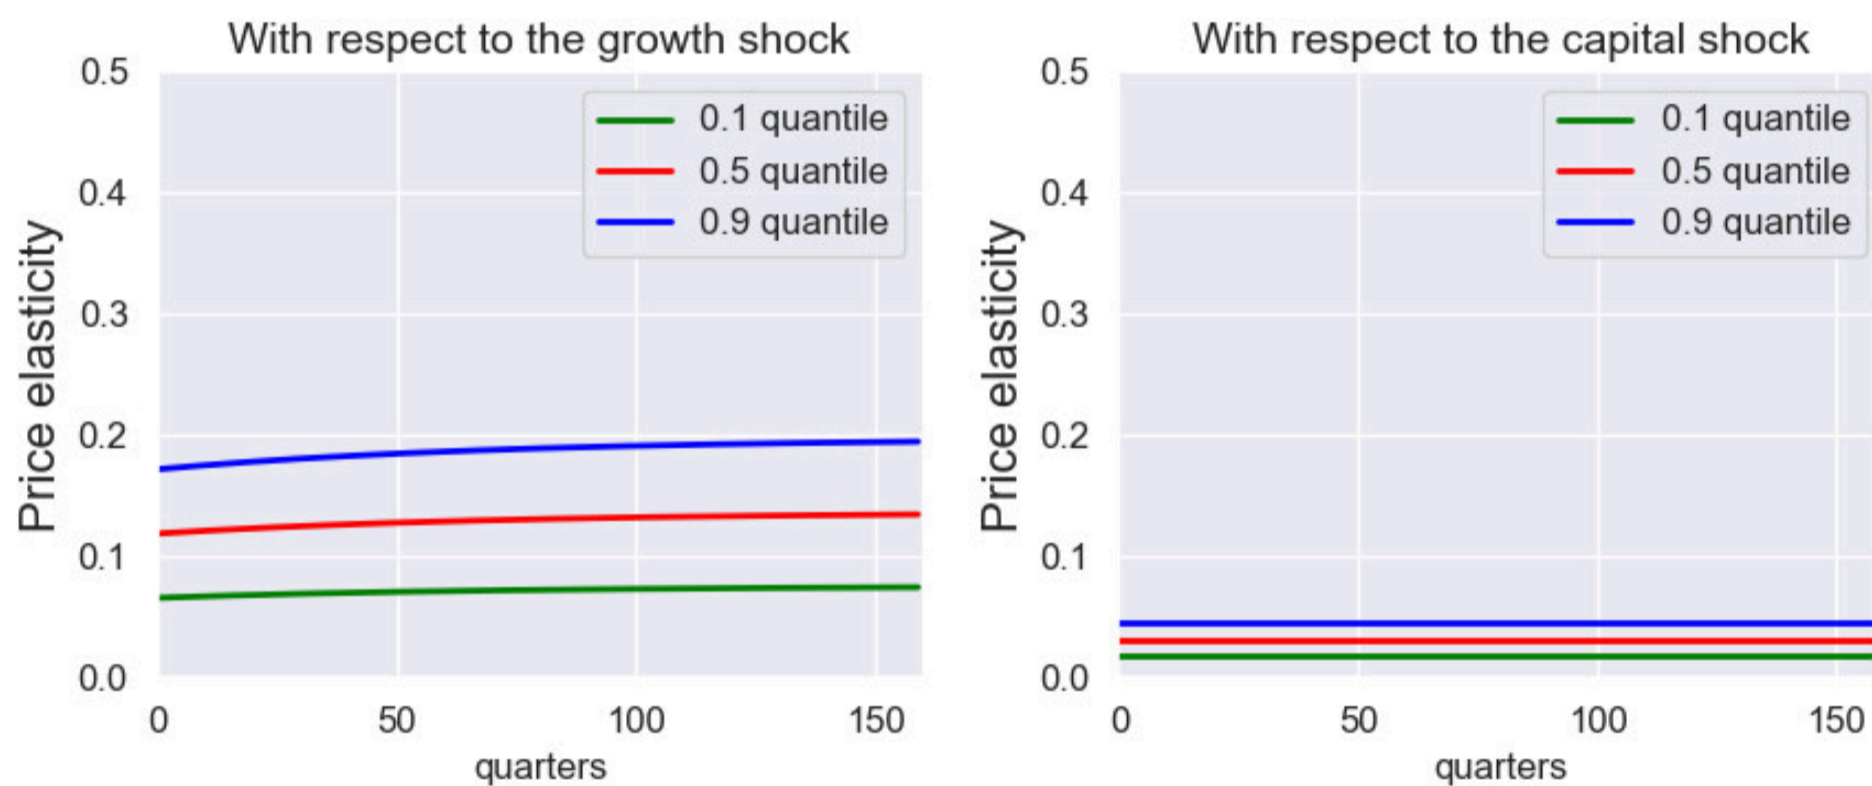 With respect to the growth shock
0.5
0.4
0.3
0.2
0.1
0.0
Price elasticity
0.1 quantile
0.5 quantile
0.9 quantile
0
50
100
150
quarters
With respect to the capital shock
0.5
0.4
0.3
0.2
0.1
0.0
Price elasticity
0.1 quantile
0.5 quantile
0.9 quantile
0
50
100
150
quarters